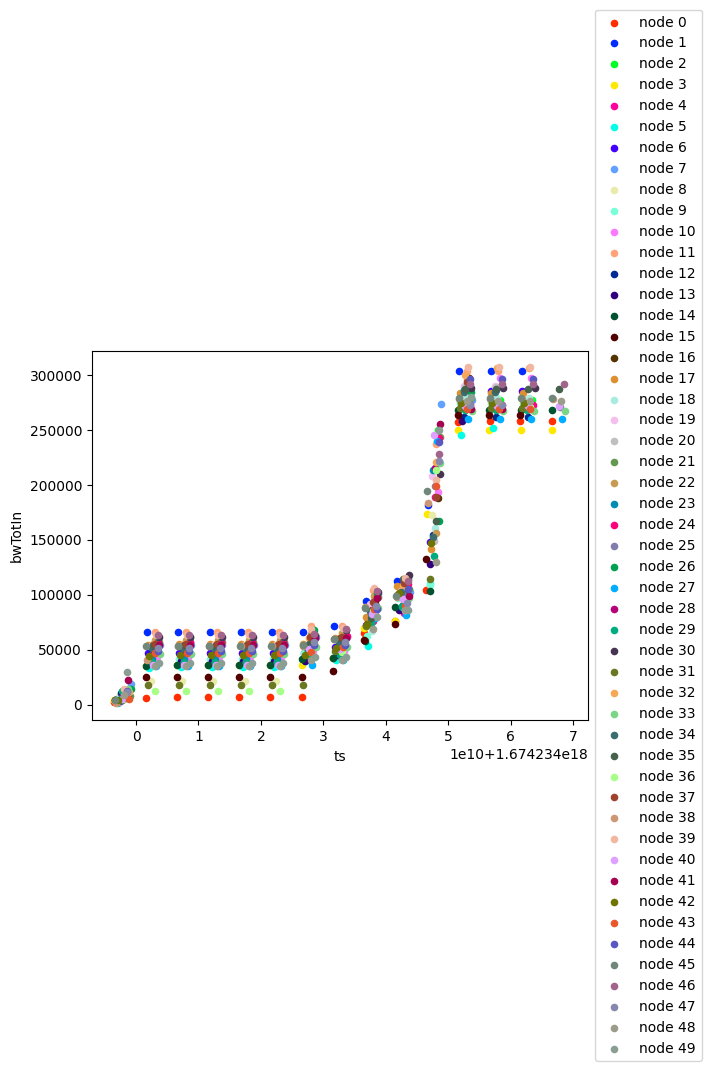 node 0
node 1
node 2
node 3
node 4
node 5
node 6
node 7
node 8
node 9
node 10
node 11
node 12
node 13
node 14
node 15
node 16
node 17
node 18
node 19
node 20
node 21
node 22
node 23
node 24
node 25
node 26
node 27
node 28
node 29
node 30
node 31
node 32
node 33
node 34
node 35
node 36
node 37
node 38
node 39
node 40
node 41
node 42
node 43
node 44
node 45
node 46
node 47
node 48
node 49
300000
250000
200000
150000
100000
50000
0
bwTotIn
0 1 2 3 4 5 6 7
ts
1e10+1.674234e18